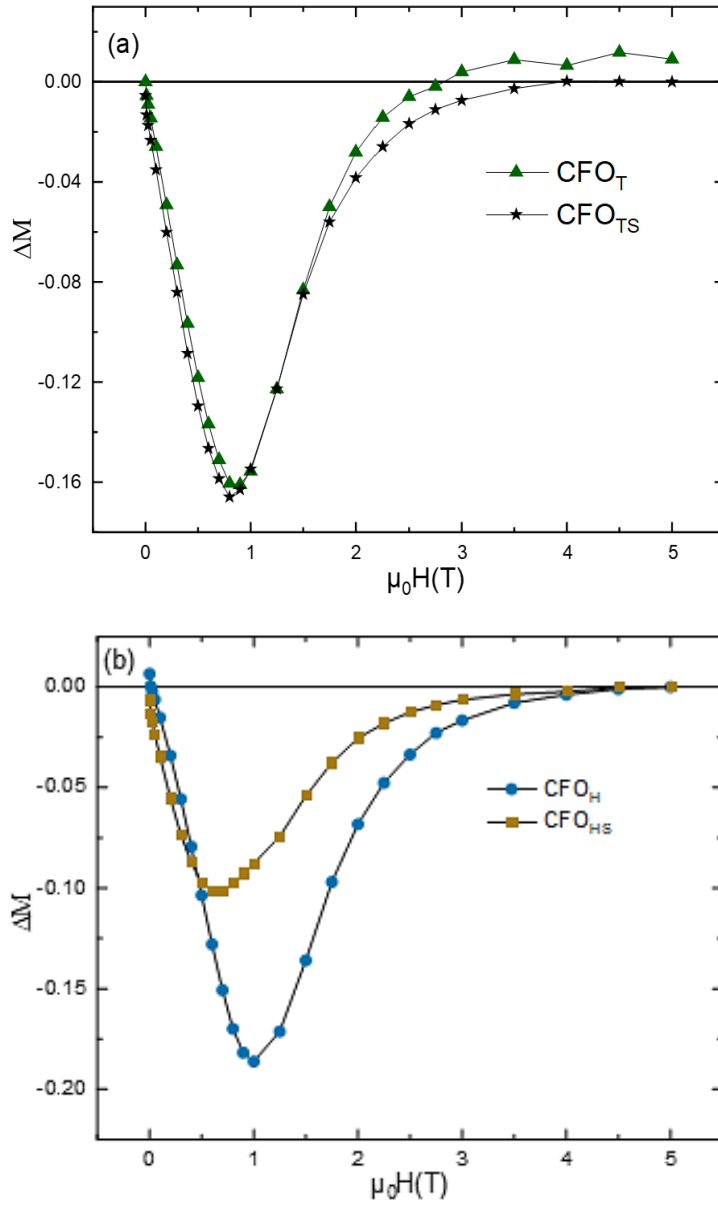 (a)
0.00
-0.04
-0.08
-0.12
-0.16
ΔM
CFO_T
CFO_TS
0 1 2 3 4 5
μ₀H(T)
(b)
0.00
-0.05
-0.10
-0.15
-0.20
ΔM
CFO_H
CFO_HS
0 1 2 3 4 5
μ₀H(T)